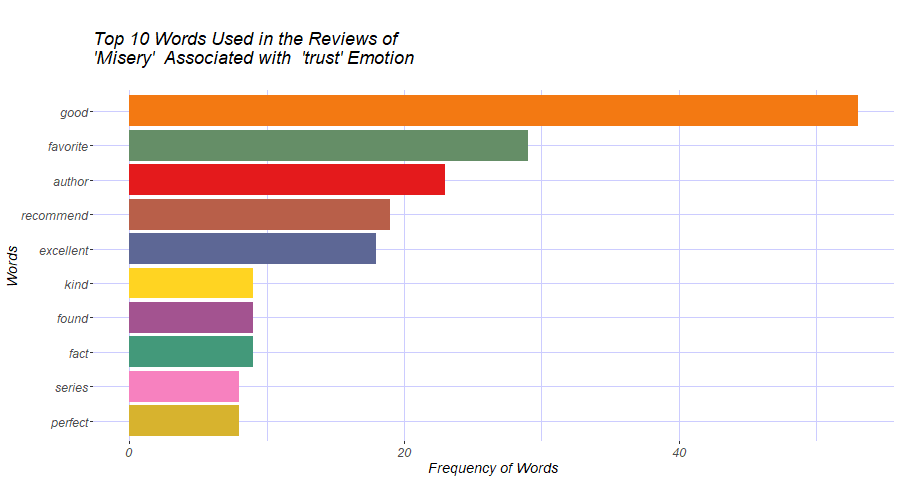 Top 10 Words Used in the Reviews of
'Misery'  Associated with  'trust' Emotion
good
favorite
author
recommend
excellent
kind
found
fact
series
perfect
Words
0
20
40
Frequency of Words